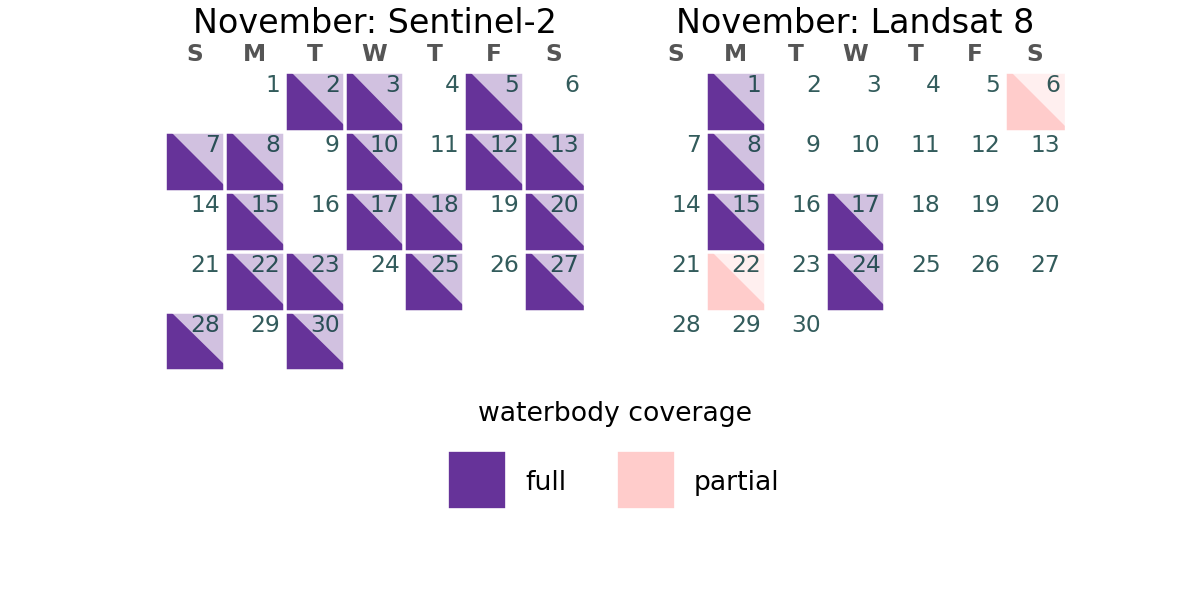 November: Sentinel-2
S M T W T F S
1 2 3 4 5 6
7 8 9 10 11 12 13
14 15 16 17 18 19 20
21 22 23 24 25 26 27
28 29 30
November: Landsat 8
S M T W T F S
1 2 3 4 5 6
7 8 9 10 11 12 13
14 15 16 17 18 19 20
21 22 23 24 25 26 27
28 29 30
waterbody coverage
full partial